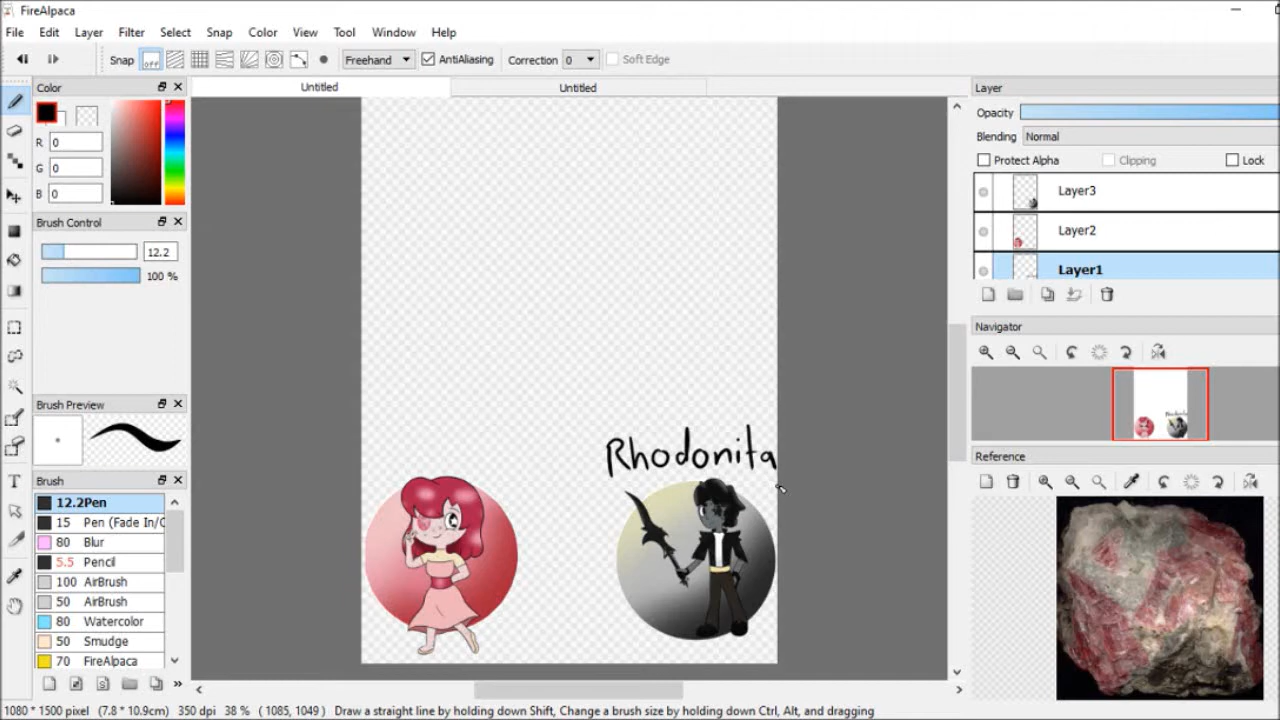 FireAlpaca
File Edit Layer Filter Select Snap Color View Tool Window Help
Snap off Freehand AntiAliasing Correction 0 Soft Edge
Color
R 0
G 0
B 0
Brush Control
12.2
100 %
Brush Preview
Brush
12.2Pen
15 Pen (Fade In/O
80 Blur
5.5 Pencil
100 AirBrush
50 AirBrush
80 Watercolor
50 Smudge
70 FireAlpaca
Untitled Untitled
Rhodonita
Layer
Opacity
Blending Normal
Protect Alpha Clipping Lock
Layer3
Layer2
Layer1
Navigator
Reference
1080 * 1500 pixel (7.8 * 10.9cm) 350 dpi 38 % ( 1085, 1049 ) Draw a straight line by holding down Shift, Change a brush size by holding down Ctrl, Alt, and dragging